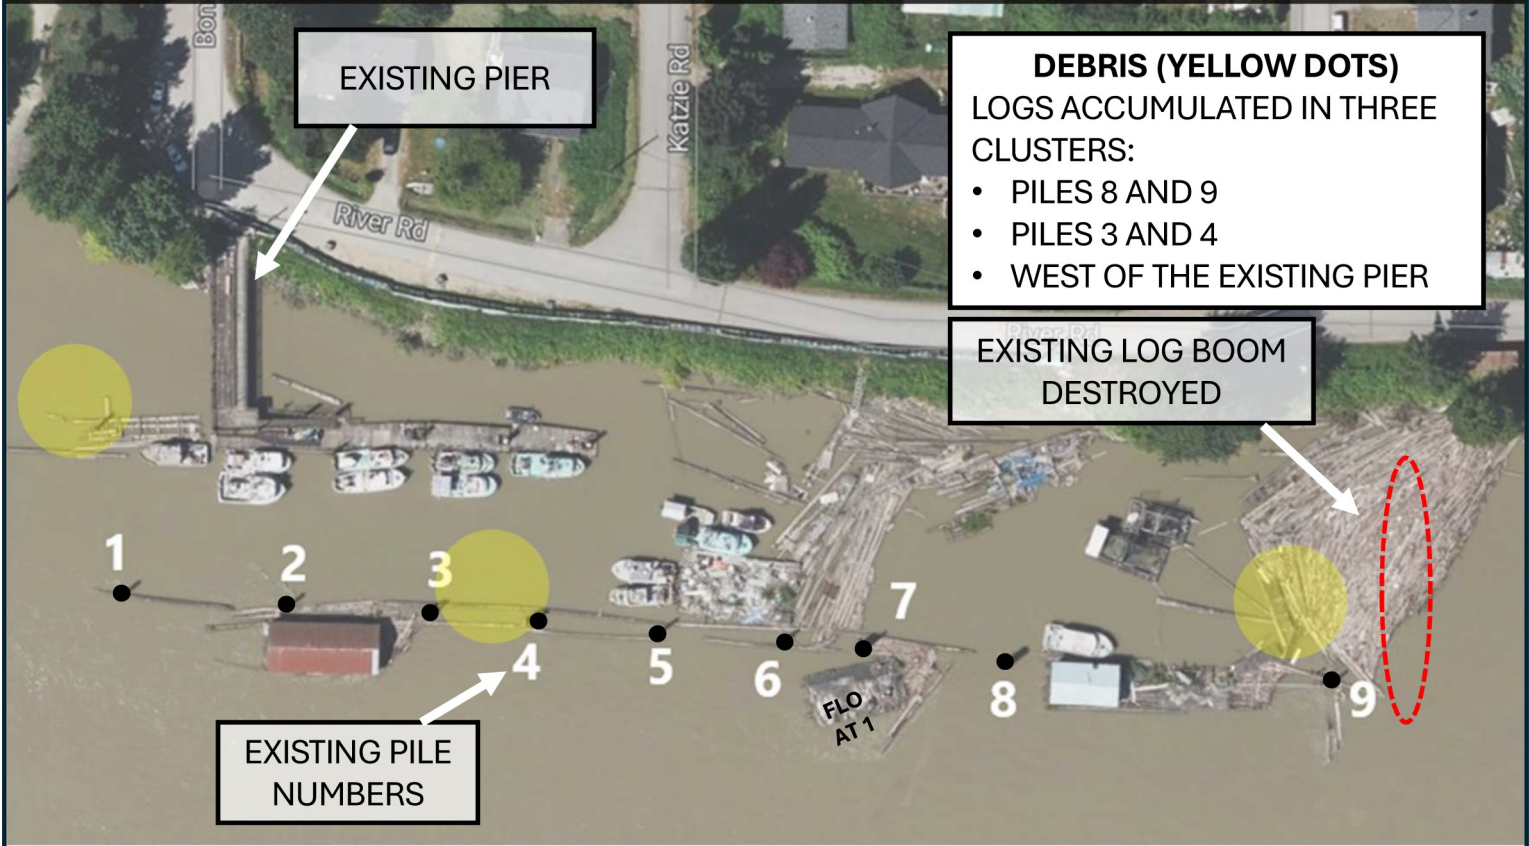 Bon
EXISTING PIER
Katzie Rd
DEBRIS (YELLOW DOTS)
LOGS ACCUMULATED IN THREE
CLUSTERS:
• PILES 8 AND 9
• PILES 3 AND 4
• WEST OF THE EXISTING PIER
River Rd
River Rd
EXISTING LOG BOOM
DESTROYED
1
2
3
4
5
6
7
8
9
FLO
AT 1
EXISTING PILE
NUMBERS